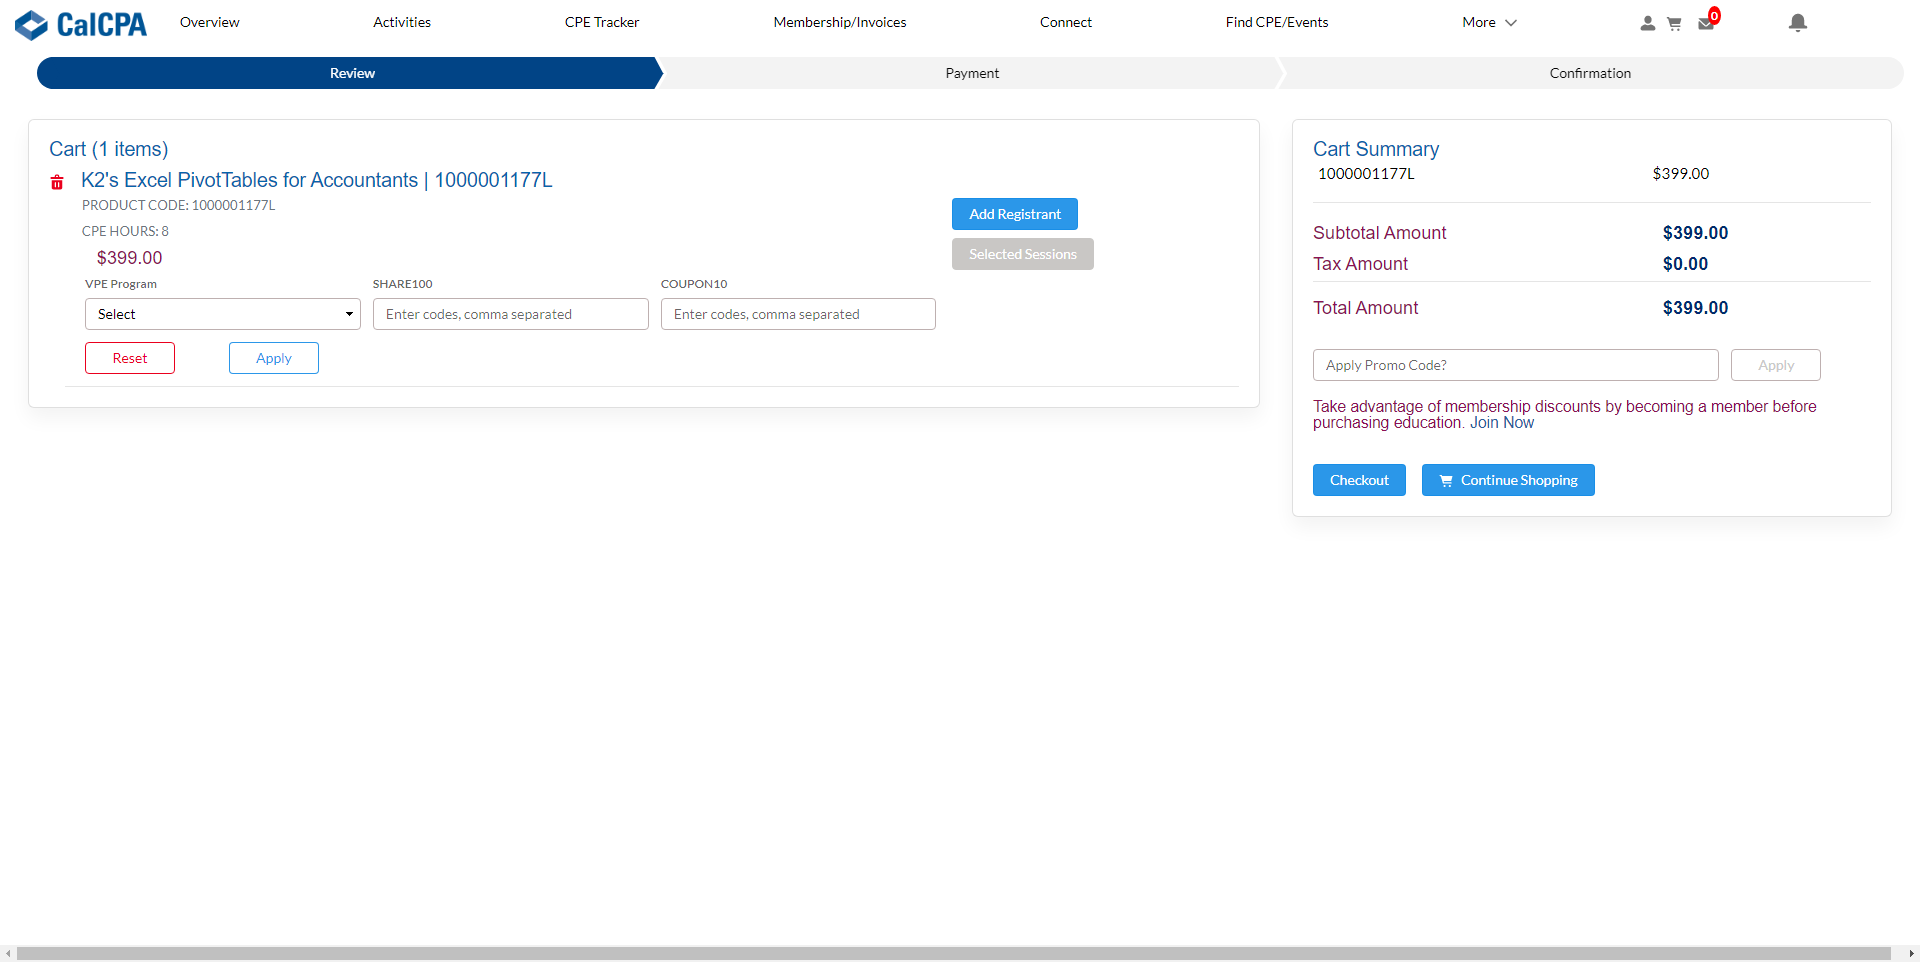 CalCPA
Overview
Activities
CPE Tracker
Membership/Invoices
Connect
Find CPE/Events
More
0
Review
Payment
Confirmation
Cart (1 items)
K2's Excel PivotTables for Accountants | 1000001177L
PRODUCT CODE: 1000001177L
CPE HOURS: 8
$399.00
Add Registrant
Selected Sessions
VPE Program
SHARE100
COUPON10
Select
Enter codes, comma separated
Enter codes, comma separated
Reset
Apply
Cart Summary
1000001177L $399.00
Subtotal Amount $399.00
Tax Amount $0.00
Total Amount $399.00
Apply Promo Code?
Apply
Take advantage of membership discounts by becoming a member before
purchasing education. Join Now
Checkout
Continue Shopping